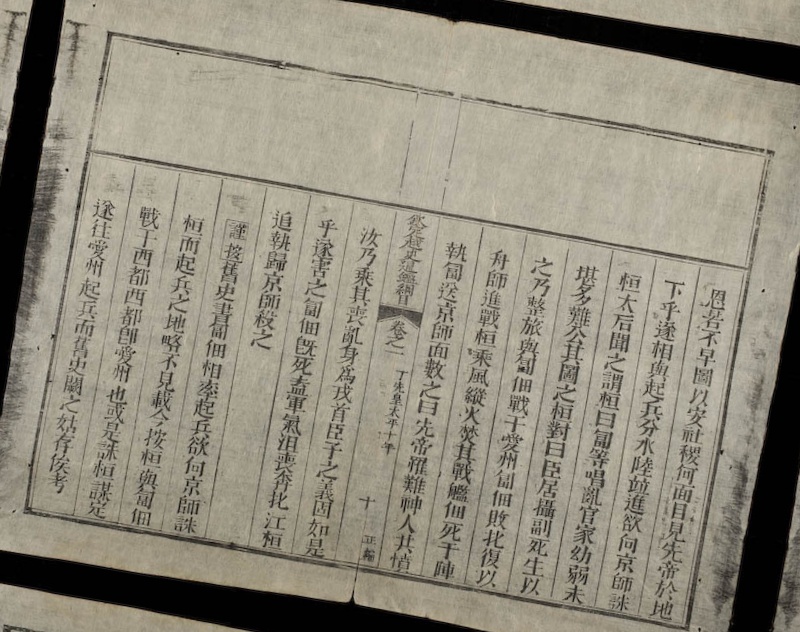 恩若不早圖以安社稷何面目見先帝於地
下乎遂相與起兵分水陸並進欲向京師誅
桓太后聞之謂桓曰匐等唱亂官家幼弱未
堪多難公其圖之桓對曰臣居攝副死生以
之乃整旅與匐佃戰于愛州匐佃敗北復以
舟師進戰桓乘風縱火焚其戰艦佃死于陣
執匐送京師面數之曰先帝罹難神人共憤
欽定越史通鑑綱目 卷之一 丁先皇太平十年 十 正編
汝乃乘其喪亂身爲戎首臣子之義固如是
乎遂害之匐佃旣死盍軍氣沮喪奔北江桓
追執歸京師殺之
謹按舊史書匐佃相率起兵欲向京師誅
桓而起兵之地略不見載今按桓與匐佃
戰于西都西都卽愛州也或是誅桓謀定
遂往愛州起兵而舊史闕之姑存俟考